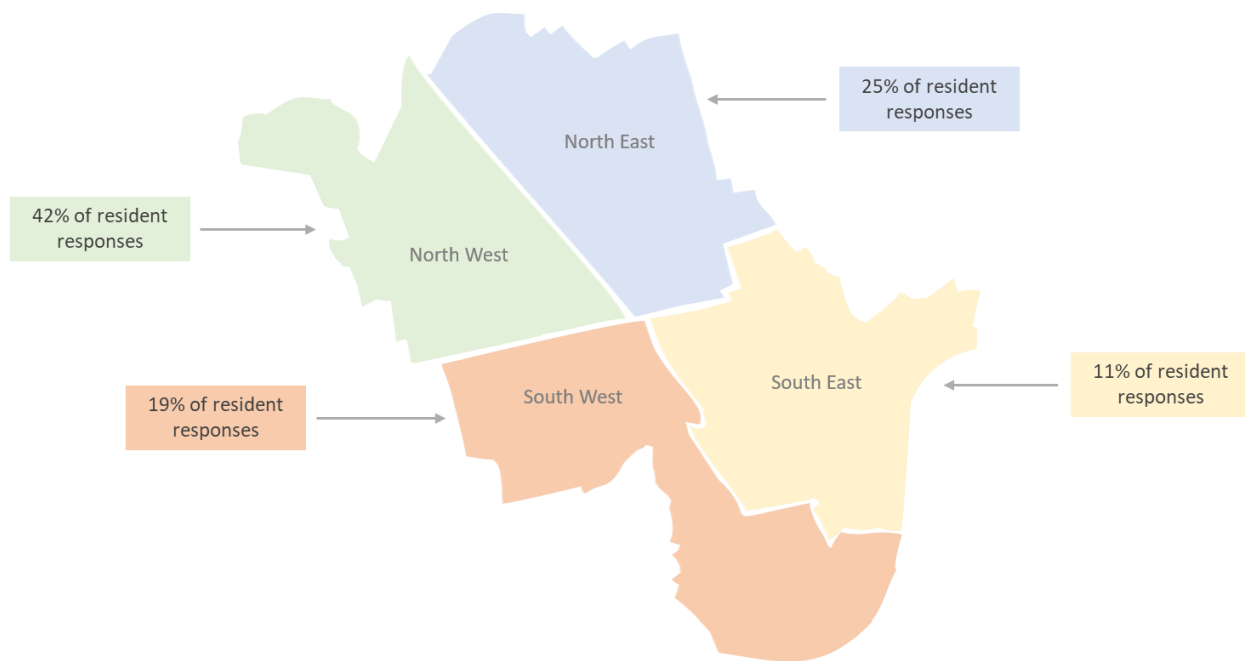 25% of resident
responses
North East
42% of resident
responses
North West
11% of resident
responses
South East
19% of resident
responses
South West